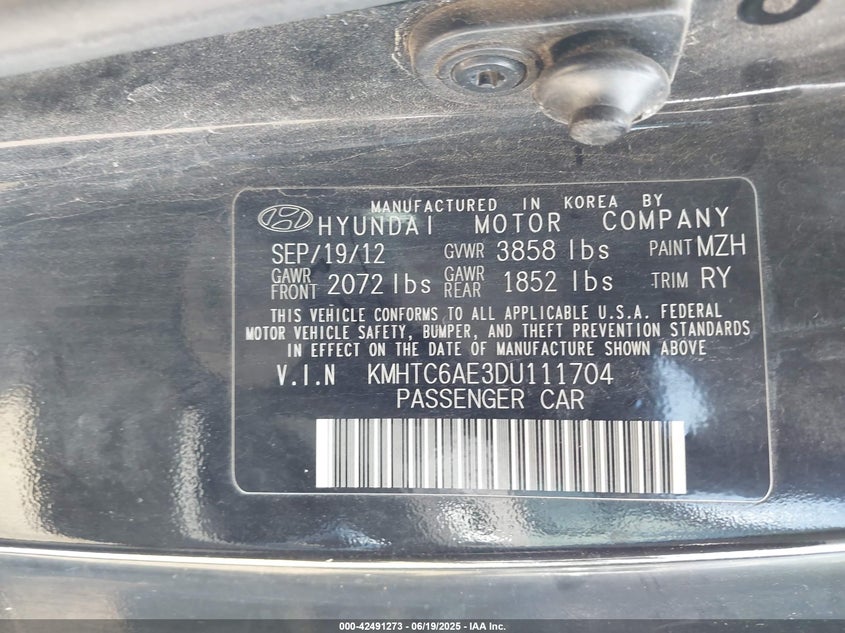 MANUFACTURED IN KOREA BY
HYUNDAI MOTOR COMPANY
SEP/19/12 GVWR 3858 lbs PAINT MZH
GAWR FRONT 2072 lbs GAWR REAR 1852 lbs TRIM RY
THIS VEHICLE CONFORMS TO ALL APPLICABLE U.S.A. FEDERAL
MOTOR VEHICLE SAFETY, BUMPER, AND THEFT PREVENTION STANDARDS
IN EFFECT ON THE DATE OF MANUFACTURE SHOWN ABOVE
V.I.N KMHTC6AE3DU111704
PASSENGER CAR
000-42491273 - 06/19/2025 - IAA Inc.